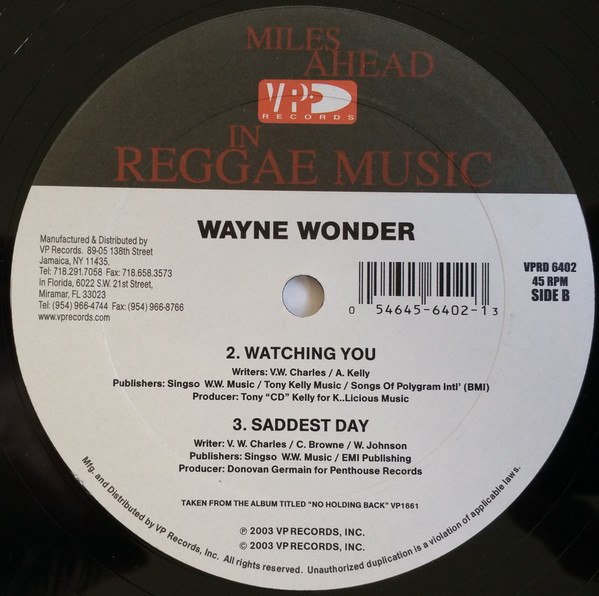 MILES
AHEAD
VP
RECORDS
IN
REGGAE MUSIC
WAYNE WONDER
Manufactured & Distributed by
VP Records. 89-05 138th Street
Jamaica, NY 11435.
Tel: 718.291.7058 Fax: 718.658.3573
In Florida, 6022 S.W. 21st Street,
Miramar, FL 33023
Tel: (954) 966-4744 Fax: (954) 966-8766
www.vprecords.com
0 54645-6402-1 3
VPRD 6402
45 RPM
SIDE B
2. WATCHING YOU
Writers: V.W. Charles / A. Kelly
Publishers: Singso W.W. Music / Tony Kelly Music / Songs Of Polygram Intl' (BMI)
Producer: Tony "CD" Kelly for K..Licious Music
3. SADDEST DAY
Writer: V. W. Charles / C. Browne / W. Johnson
Publishers: Singso W.W. Music / EMI Publishing
Producer: Donovan Germain for Penthouse Records
TAKEN FROM THE ALBUM TITLED "NO HOLDING BACK" VP1661
℗ 2003 VP RECORDS, INC.
© 2003 VP RECORDS, INC.
Mfg. and Distributed by VP Records, Inc. All rights reserved. Unauthorized duplication is a violation of applicable laws.